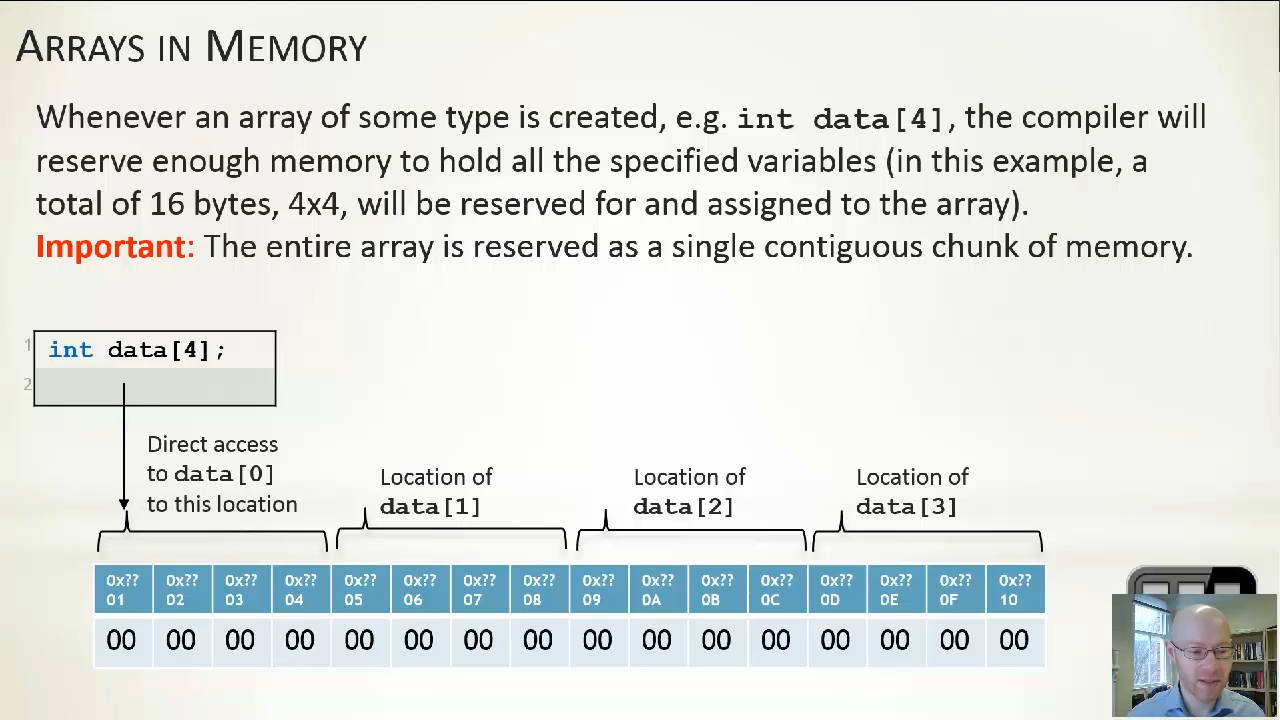 ARRAYS IN MEMORY
Whenever an array of some type is created, e.g. int data[4], the compiler will
reserve enough memory to hold all the specified variables (in this example, a
total of 16 bytes, 4x4, will be reserved for and assigned to the array).
Important: The entire array is reserved as a single contiguous chunk of memory.
1 int data[4];
2
Direct access
to data[0]
to this location
Location of
data[1]
Location of
data[2]
Location of
data[3]
0x?? 0x?? 0x?? 0x?? 0x?? 0x?? 0x?? 0x?? 0x?? 0x?? 0x?? 0x?? 0x?? 0x?? 0x?? 0x??
01 02 03 04 05 06 07 08 09 0A 0B 0C 0D 0E 0F 10
00 00 00 00 00 00 00 00 00 00 00 00 00 00 00 00